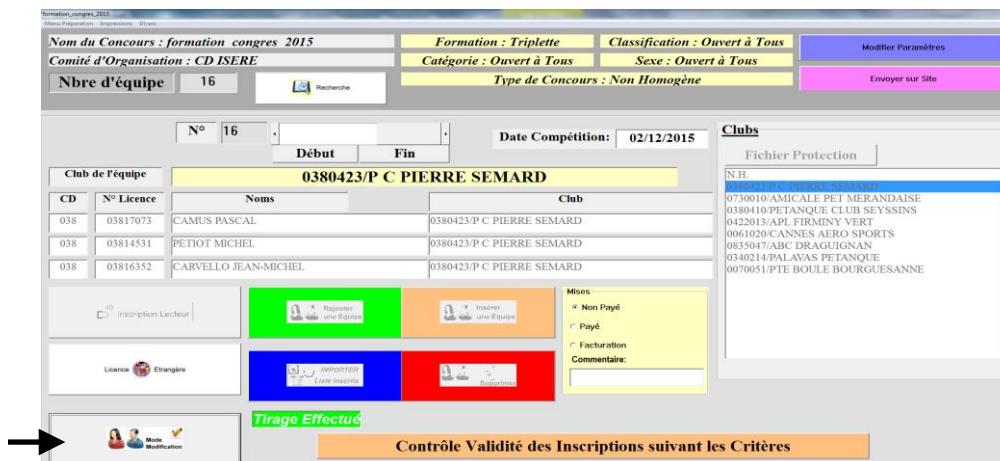 formation_congres_2015
Menu Préparation Impressions Divers
Nom du Concours : formation congres 2015
Formation : Triplette
Classification : Ouvert à Tous
Modifier Paramètres
Comité d'Organisation : CD ISERE
Catégorie : Ouvert à Tous
Sexe : Ouvert à Tous
Nbre d'équipe 16
Recherche
Type de Concours : Non Homogène
Envoyer sur Site
N° 16
Début Fin
Date Compétition: 02/12/2015
Clubs
Fichier Protection
Club de l'équipe
0380423/P C PIERRE SEMARD
CD N° Licence Noms Club
038 03817073 CAMUS PASCAL 0380423/P C PIERRE SEMARD
038 03814531 PETIOT MICHEL 0380423/P C PIERRE SEMARD
038 03816352 CARVELLO JEAN-MICHEL 0380423/P C PIERRE SEMARD
N.H.
0380423/P C PIERRE SEMARD
0730010/AMICALE PET MERANDAISE
0380410/PETANQUE CLUB SEYSSINS
0422013/APL FIRMINY VERT
0061020/CANNES AERO SPORTS
0835047/ABC DRAGUIGNAN
0340214/PALAVAS PETANQUE
0070051/PTE BOULE BOURGUESANNE
Inscription Lecteur
Rajouter
une Equipe
Insérer
une Equipe
Mises
Non Payé
Payé
Facturation
Commentaire:
Licence Etrangère
IMPORTER
Liste inscrits
Supprimer
Mode
Modification
Tirage Effectué
Contrôle Validité des Inscriptions suivant les Critères